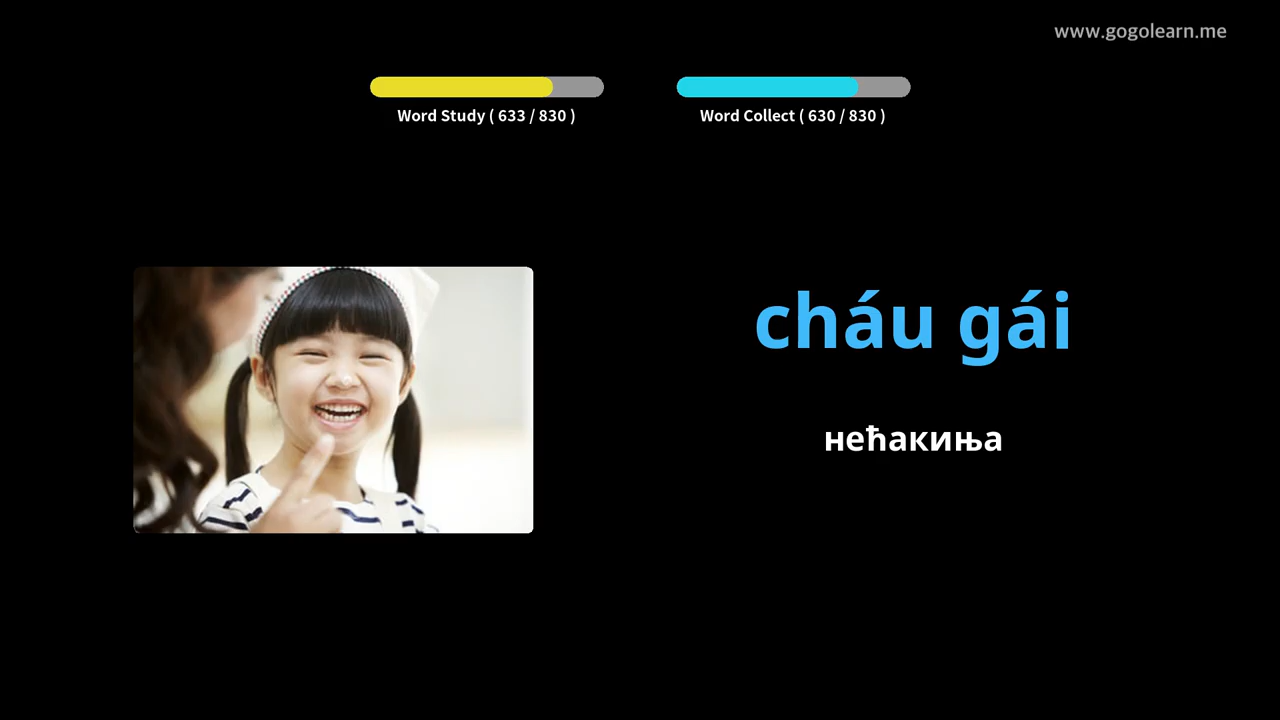 www.gogolearn.me
Word Study ( 633 / 830 )
Word Collect ( 630 / 830 )
cháu gái
нећакиња